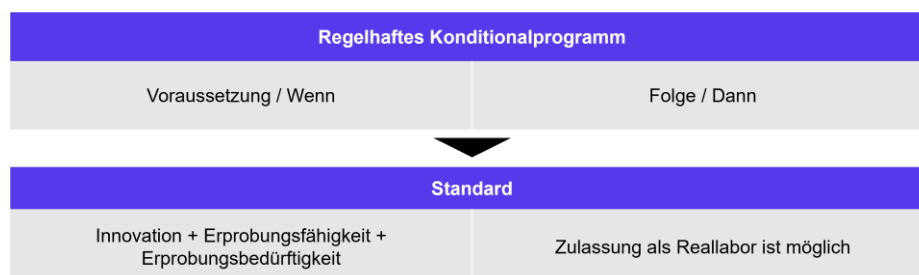 Regelhaftes Konditionalprogramm
Voraussetzung / Wenn
Folge / Dann
Standard
Innovation + Erprobungsfähigkeit +
Erprobungsbedürftigkeit
Zulassung als Reallabor ist möglich